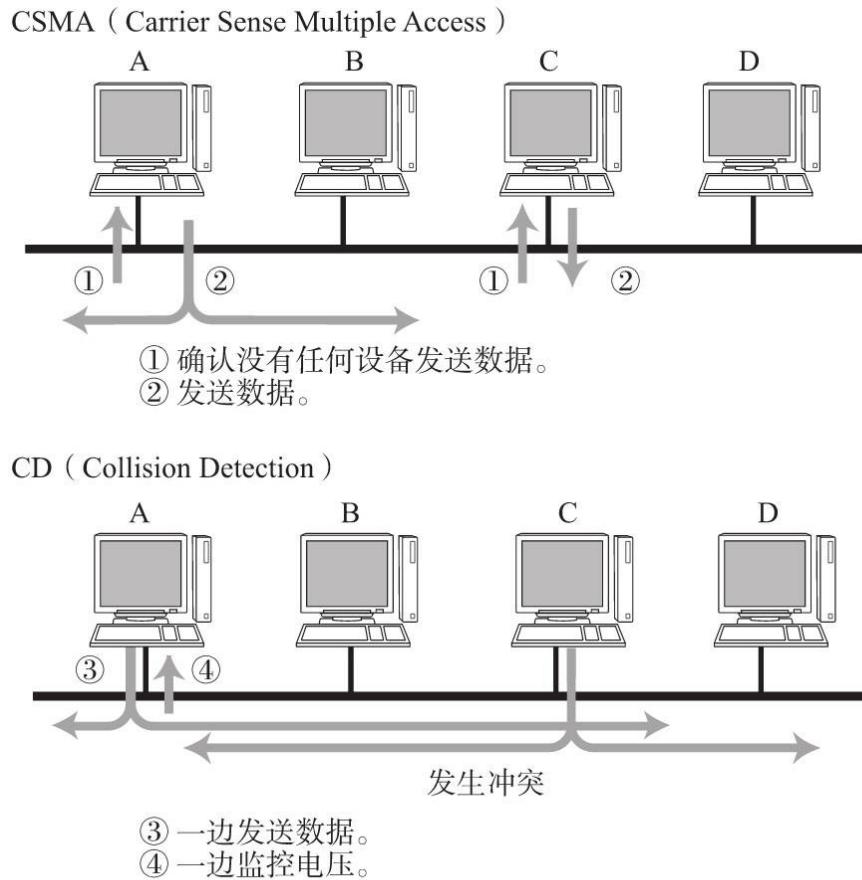 CSMA（Carrier Sense Multiple Access）
A B C D
① ② ① ②
① 确认没有任何设备发送数据。
② 发送数据。
CD（Collision Detection）
A B C D
③ ④
发生冲突
③ 一边发送数据。
④ 一边监控电压。